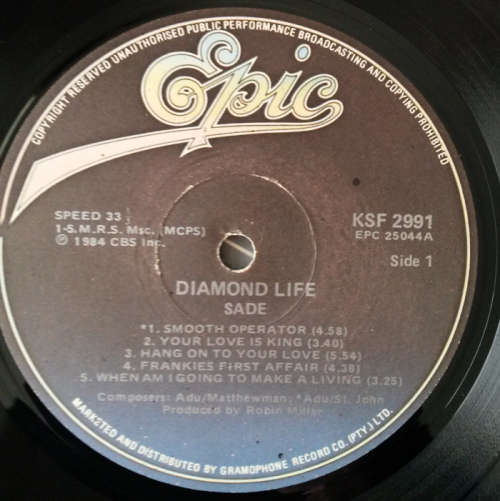 COPYRIGHT RESERVED UNAUTHORISED PUBLIC PERFORMANCE BROADCASTING AND COPYING PROHIBITED
Epic
SPEED 33
1-5. M.R.S. Msc. (MCPS)
℗ 1984 CBS Inc.
KSF 2991
EPC 25044A
Side 1
DIAMOND LIFE
SADE
*1. SMOOTH OPERATOR (4.58)
2. YOUR LOVE IS KING (3.40)
3. HANG ON TO YOUR LOVE (5.54)
4. FRANKIES FIRST AFFAIR (4.38)
5. WHEN AM I GOING TO MAKE A LIVING (3.25)
Composers: Adu/Matthewman; *Adu/St. John
Produced by Robin Millar
MARKETED AND DISTRIBUTED BY GRAMOPHONE RECORD CO. (PTY.) LTD.